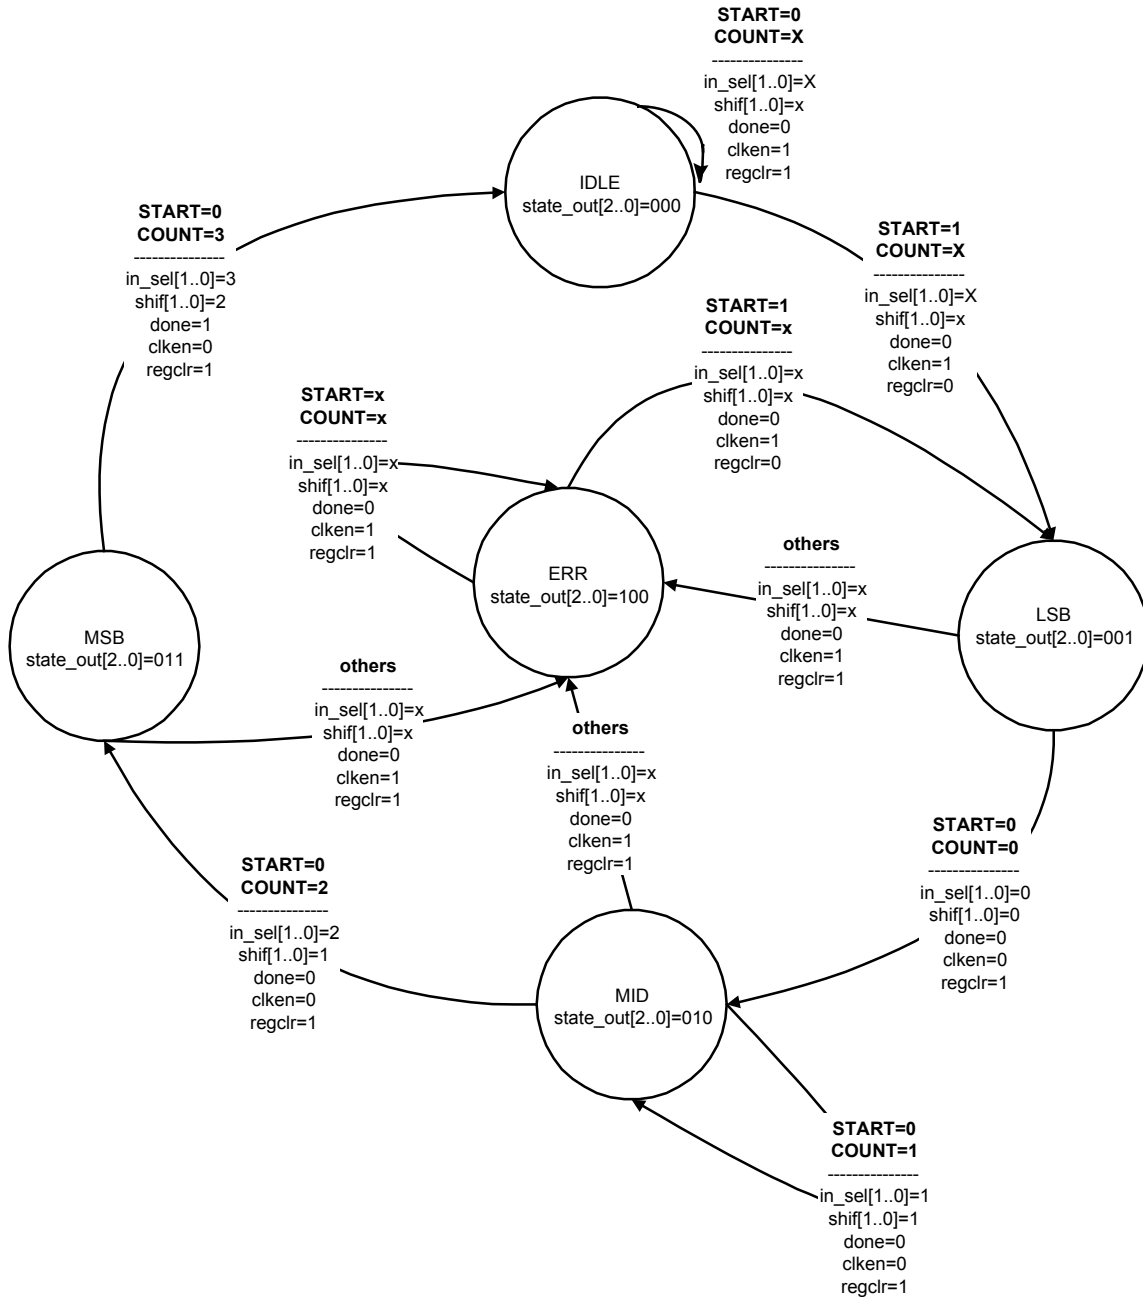 START=0
COUNT=X
---------------
in_sel[1..0]=X
shif[1..0]=x
done=0
clken=1
regclr=1
IDLE
state_out[2..0]=000
START=0
COUNT=3
---------------
in_sel[1..0]=3
shif[1..0]=2
done=1
clken=0
regclr=1
START=1
COUNT=X
---------------
in_sel[1..0]=X
shif[1..0]=x
done=0
clken=1
regclr=0
START=1
COUNT=x
---------------
in_sel[1..0]=x
shif[1..0]=x
done=0
clken=1
regclr=0
START=x
COUNT=x
---------------
in_sel[1..0]=x
shif[1..0]=x
done=0
clken=1
regclr=1
ERR
state_out[2..0]=100
others
---------------
in_sel[1..0]=x
shif[1..0]=x
done=0
clken=1
regclr=1
LSB
state_out[2..0]=001
MSB
state_out[2..0]=011
others
---------------
in_sel[1..0]=x
shif[1..0]=x
done=0
clken=1
regclr=1
others
---------------
in_sel[1..0]=x
shif[1..0]=x
done=0
clken=1
regclr=1
START=0
COUNT=0
---------------
in_sel[1..0]=0
shif[1..0]=0
done=0
clken=0
regclr=1
START=0
COUNT=2
---------------
in_sel[1..0]=2
shif[1..0]=1
done=0
clken=0
regclr=1
MID
state_out[2..0]=010
START=0
COUNT=1
---------------
in_sel[1..0]=1
shif[1..0]=1
done=0
clken=0
regclr=1